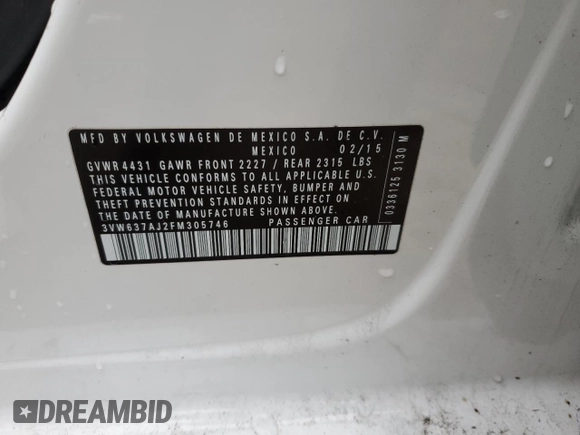 MFD BY VOLKSWAGEN DE MEXICO S.A. DE C.V.
MEXICO 02/15
GVWR 4431 GAWR FRONT 2227 / REAR 2315 LBS
THIS VEHICLE CONFORMS TO ALL APPLICABLE U.S.
FEDERAL MOTOR VEHICLE SAFETY, BUMPER AND
THEFT PREVENTION STANDARDS IN EFFECT ON
THE DATE OF MANUFACTURE SHOWN ABOVE.
3VW637AJ2FM305746 PASSENGER CAR
0336125 3130 M
DREAMBID